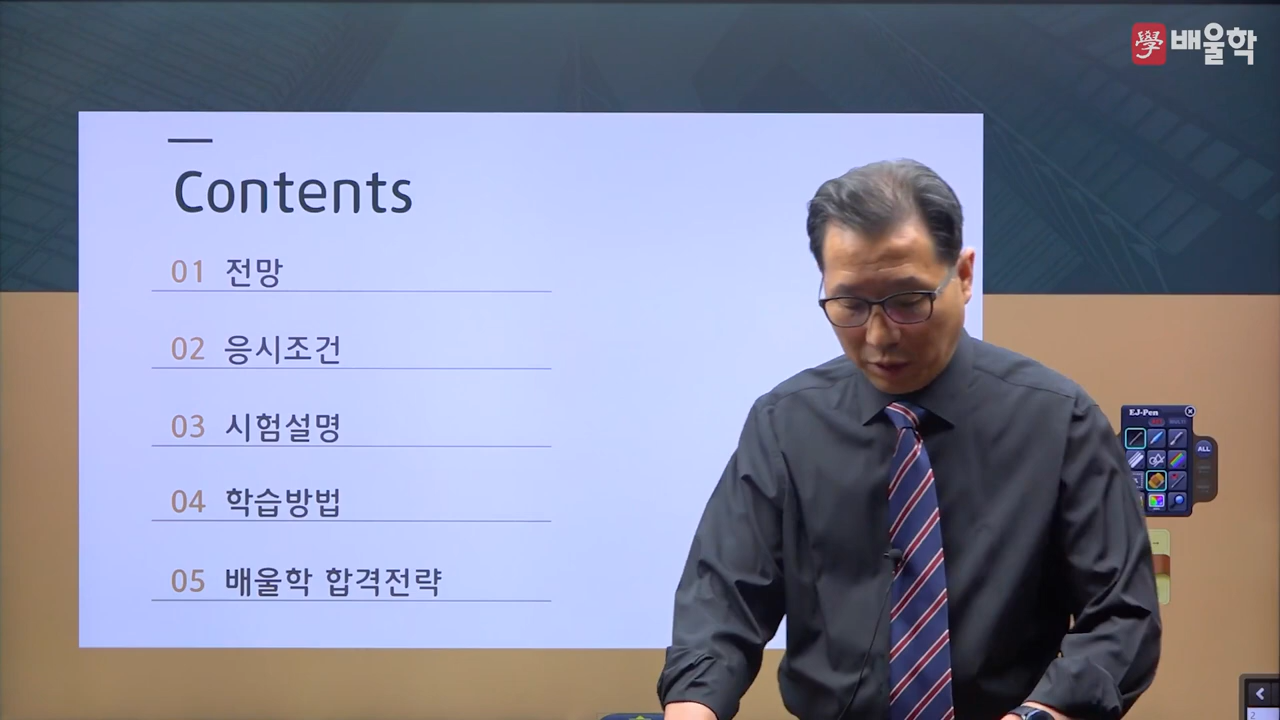 學 배울학
Contents
01 전망
02 응시조건
03 시험설명
04 학습방법
05 배울학 합격전략
EJ-Pen
ALL
2